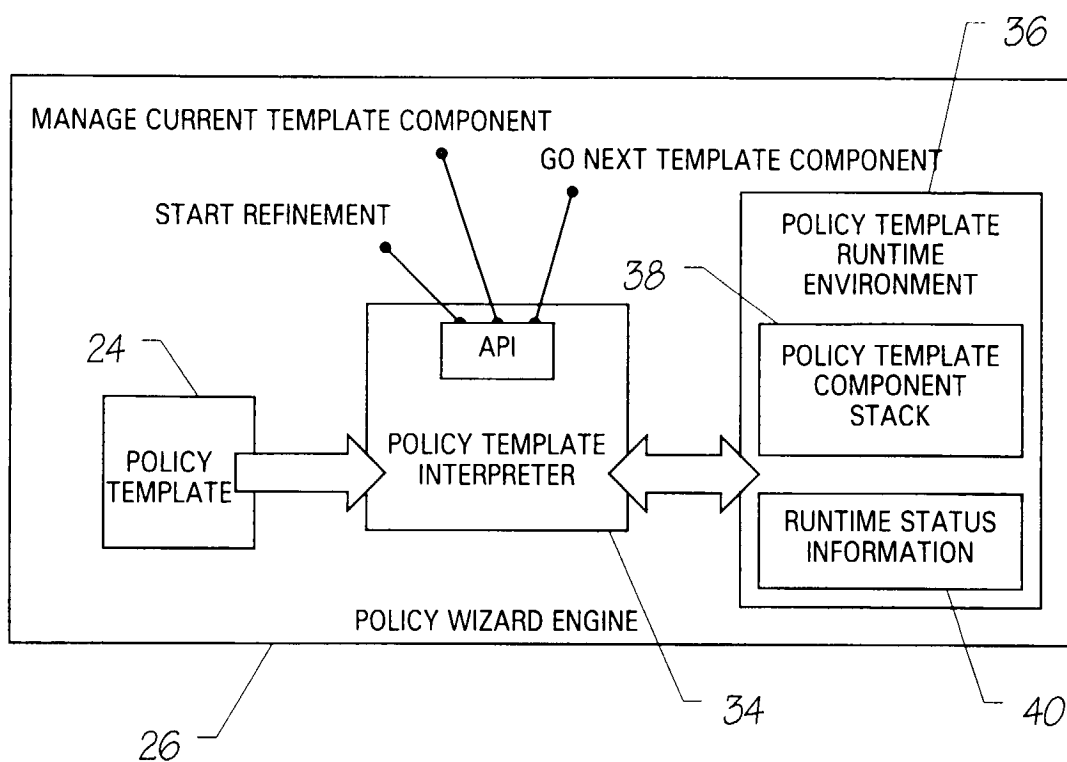 36
MANAGE CURRENT TEMPLATE COMPONENT
GO NEXT TEMPLATE COMPONENT
START REFINEMENT
POLICY TEMPLATE
RUNTIME
ENVIRONMENT
38
API
24
POLICY TEMPLATE
COMPONENT
STACK
POLICY
TEMPLATE
POLICY TEMPLATE
INTERPRETER
RUNTIME STATUS
INFORMATION
POLICY WIZARD ENGINE
34
40
26